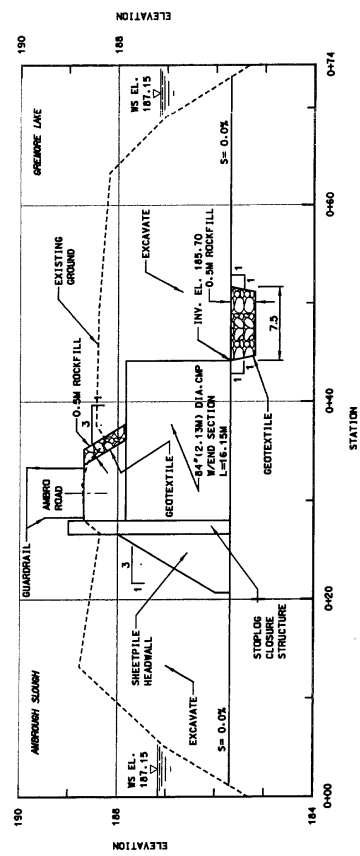 190
188
ELEVATION
GREMORE LAKE
WS EL.
187.15
S= 0.0%
0+74
0+60
EXISTING
GROUND
EXCAVATE
INV. EL. 185.70
0.5M ROCKFILL
1
1
1
1
7.5
GEOTEXTILE
0.5M ROCKFILL
1
3
0+40
GEOTEXTILE
84"(2.13M) DIA.CMP
W/END SECTION
L=16.15M
GUARDRAIL
AMBRO
ROAD
3
1
SHEETPILE
HEADWALL
STOPLOG
CLOSURE
STRUCTURE
0+20
STATION
AMBROUGH SLOUGH
EXCAVATE
WS EL.
187.15
S= 0.0%
0+00
190
188
184
ELEVATION